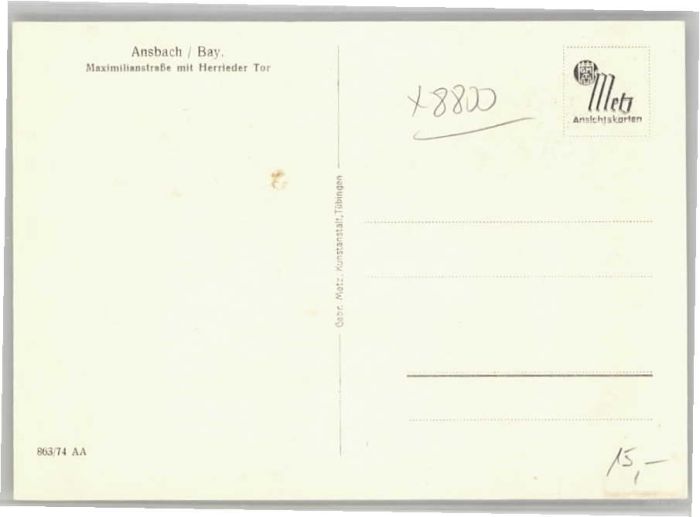 Ansbach / Bay.
Maximilianstraße mit Herrieder Tor
x8800
Metz
Ansichtskarten
Gebr. Metz, Kunstanstalt, Tübingen
863/74 AA
15,—